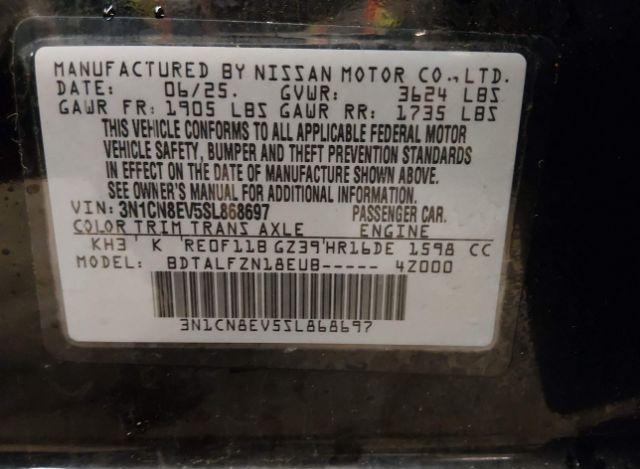 MANUFACTURED BY NISSAN MOTOR CO., LTD.
DATE: 06/25. GVWR: 3624 LBS
GAWR FR: 1905 LBS GAWR RR: 1735 LBS
THIS VEHICLE CONFORMS TO ALL APPLICABLE FEDERAL MOTOR
VEHICLE SAFETY, BUMPER AND THEFT PREVENTION STANDARDS
IN EFFECT ON THE DATE OF MANUFACTURE SHOWN ABOVE.
SEE OWNER'S MANUAL FOR ADDITIONAL INFORMATION.
VIN: 3N1CN8EV5SL868697 PASSENGER CAR.
COLOR TRIM TRANS AXLE ENGINE
KH3 K RE0F11B GZ39 HR16DE 1598 CC
MODEL: BDTALFZN18EUB----- 4Z000
3N1CN8EV5SL868697